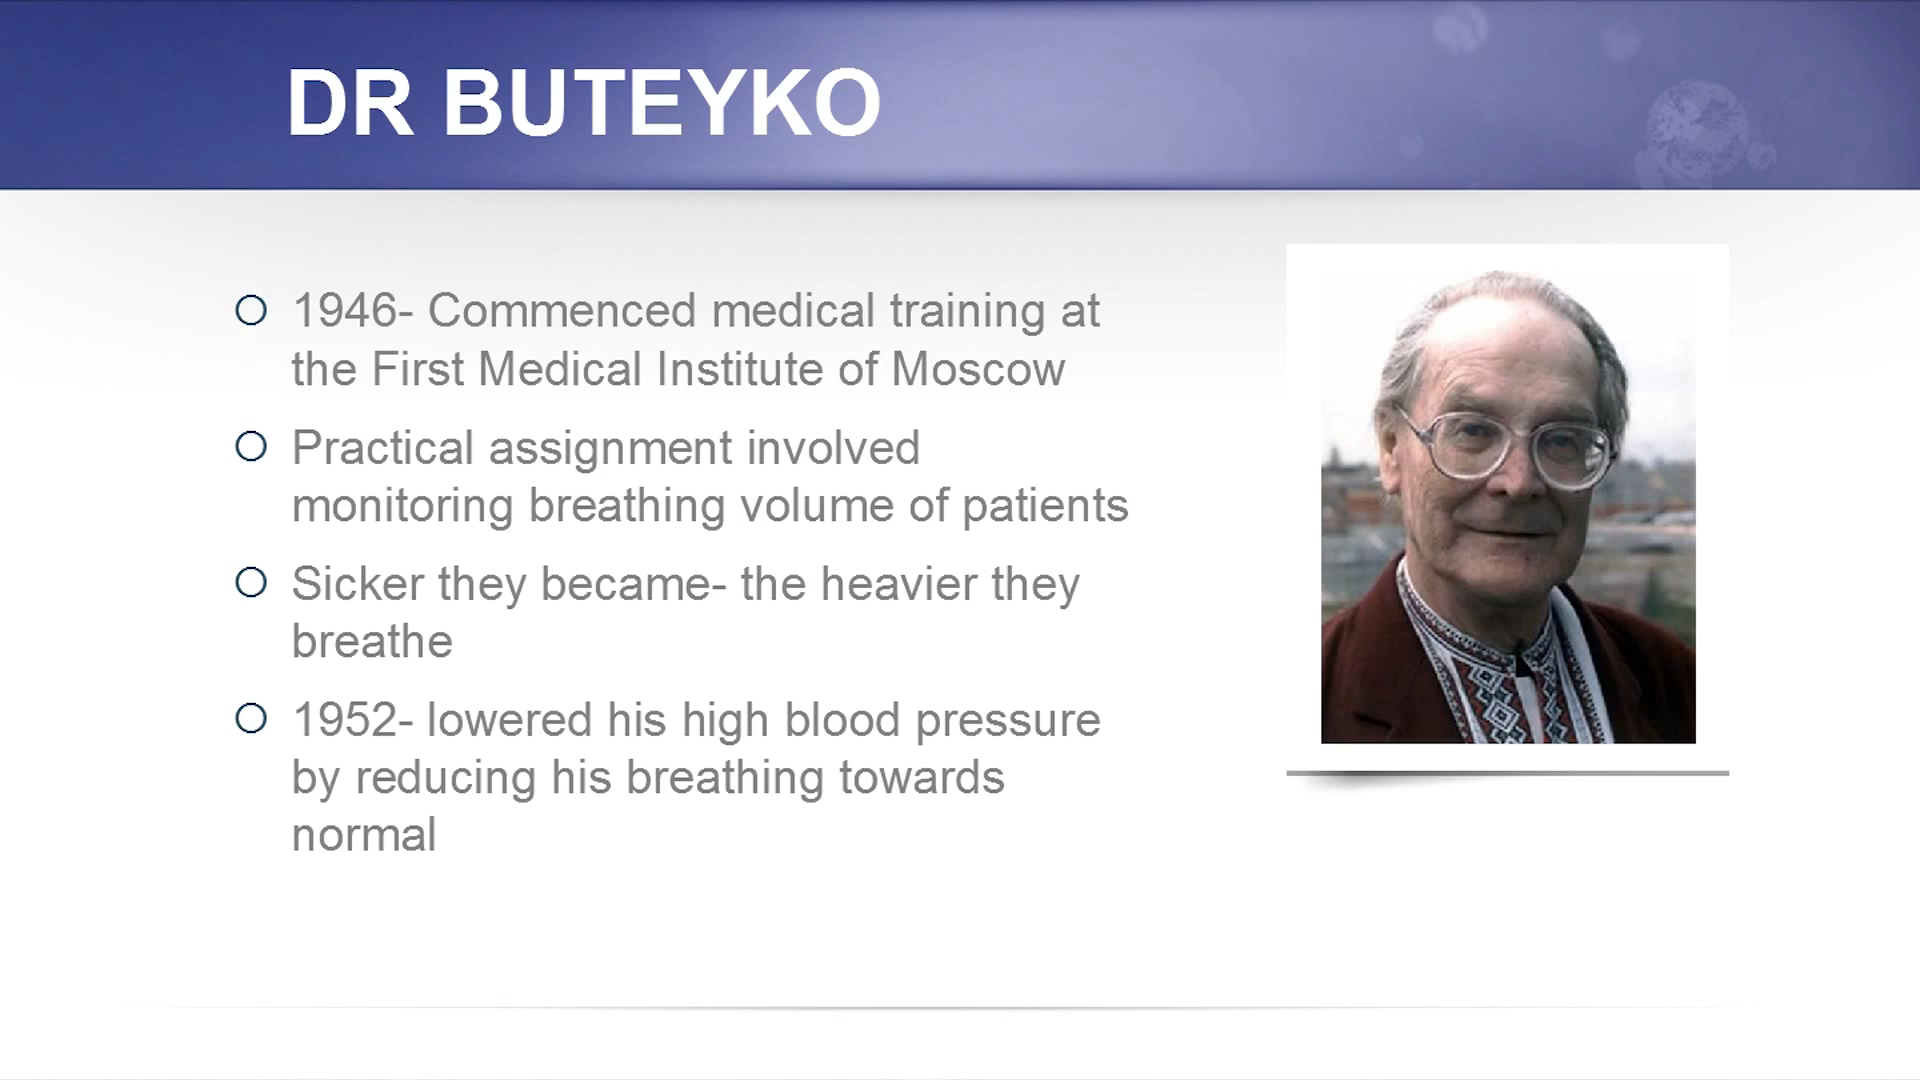 DR BUTEYKO
1946- Commenced medical training at
the First Medical Institute of Moscow
Practical assignment involved
monitoring breathing volume of patients
Sicker they became- the heavier they
breathe
1952- lowered his high blood pressure
by reducing his breathing towards
normal